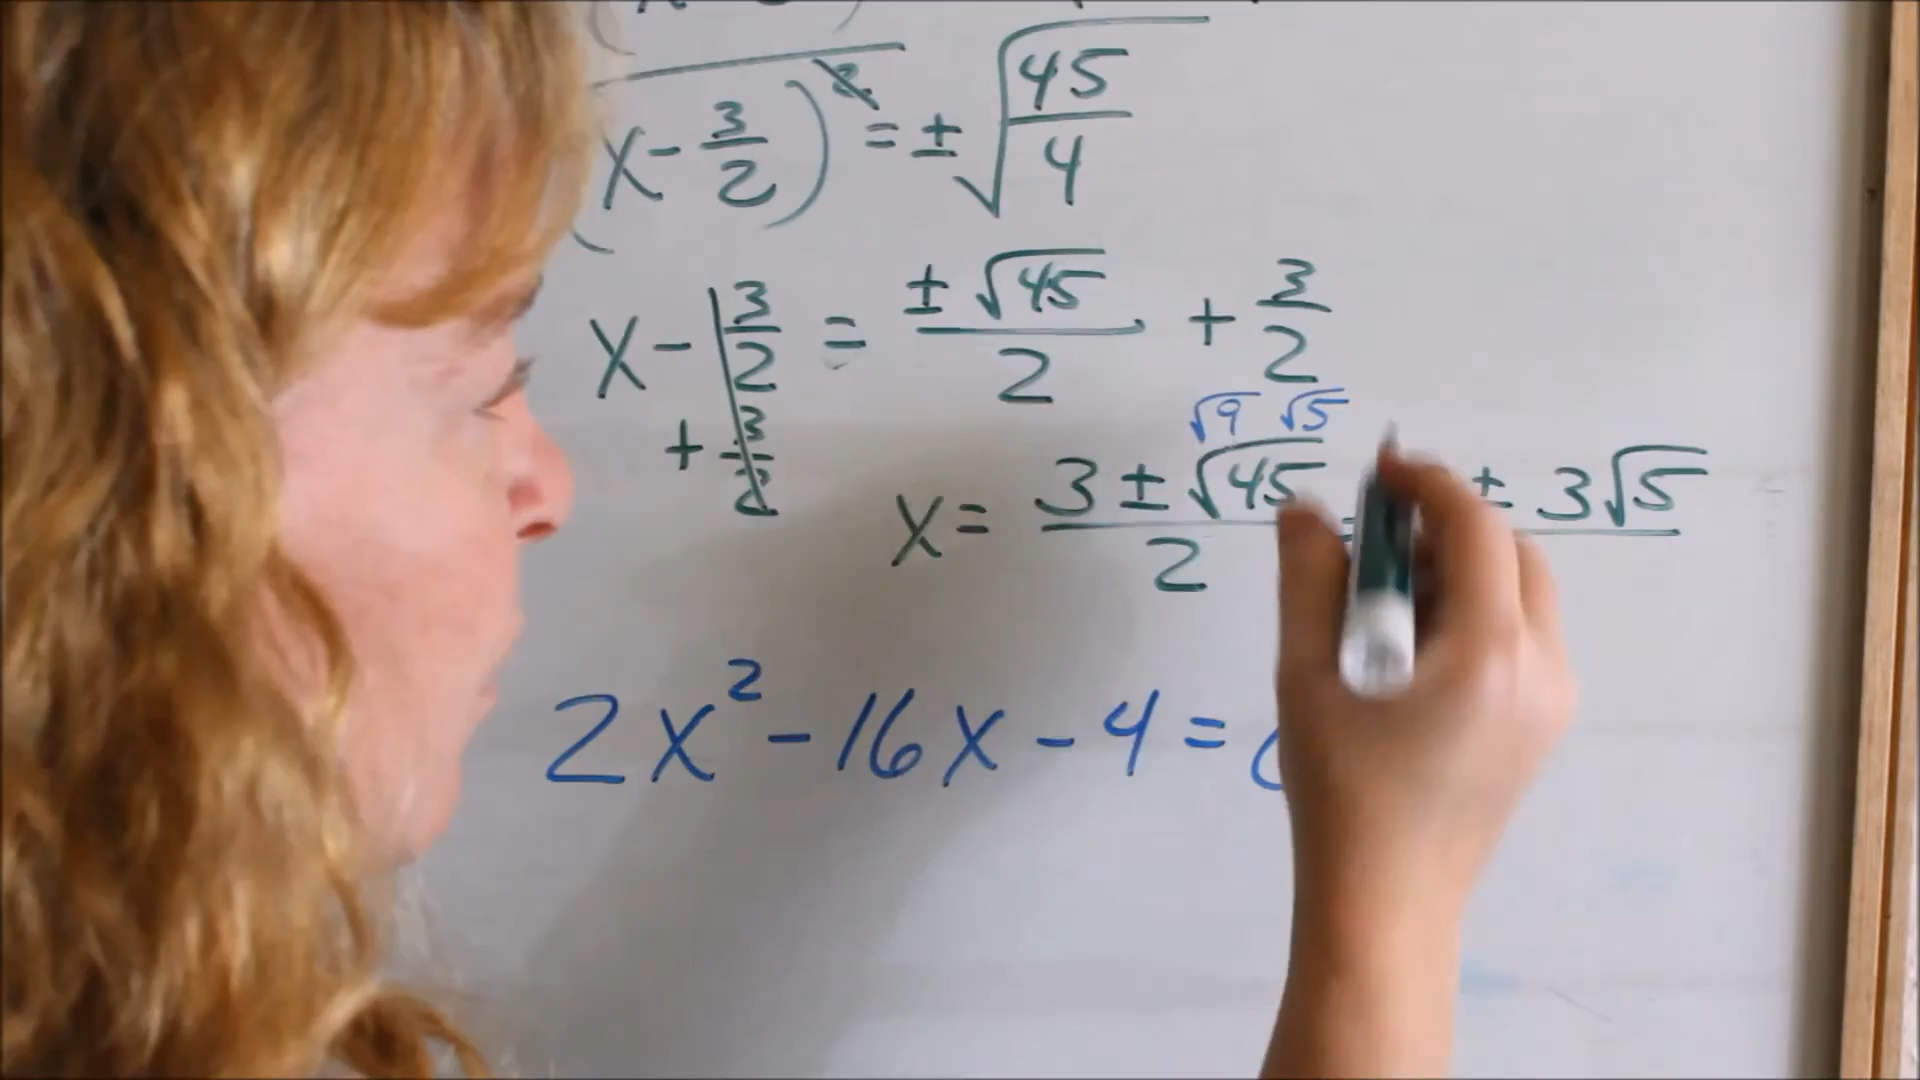 x - 3/2)² = ± √(45/4)
x - 3/2 = ± √45 / 2 + 3/2
+ 3/2
√9 √5
x = (3 ± √45) / 2 = ± 3√5
2x² - 16x - 4 =